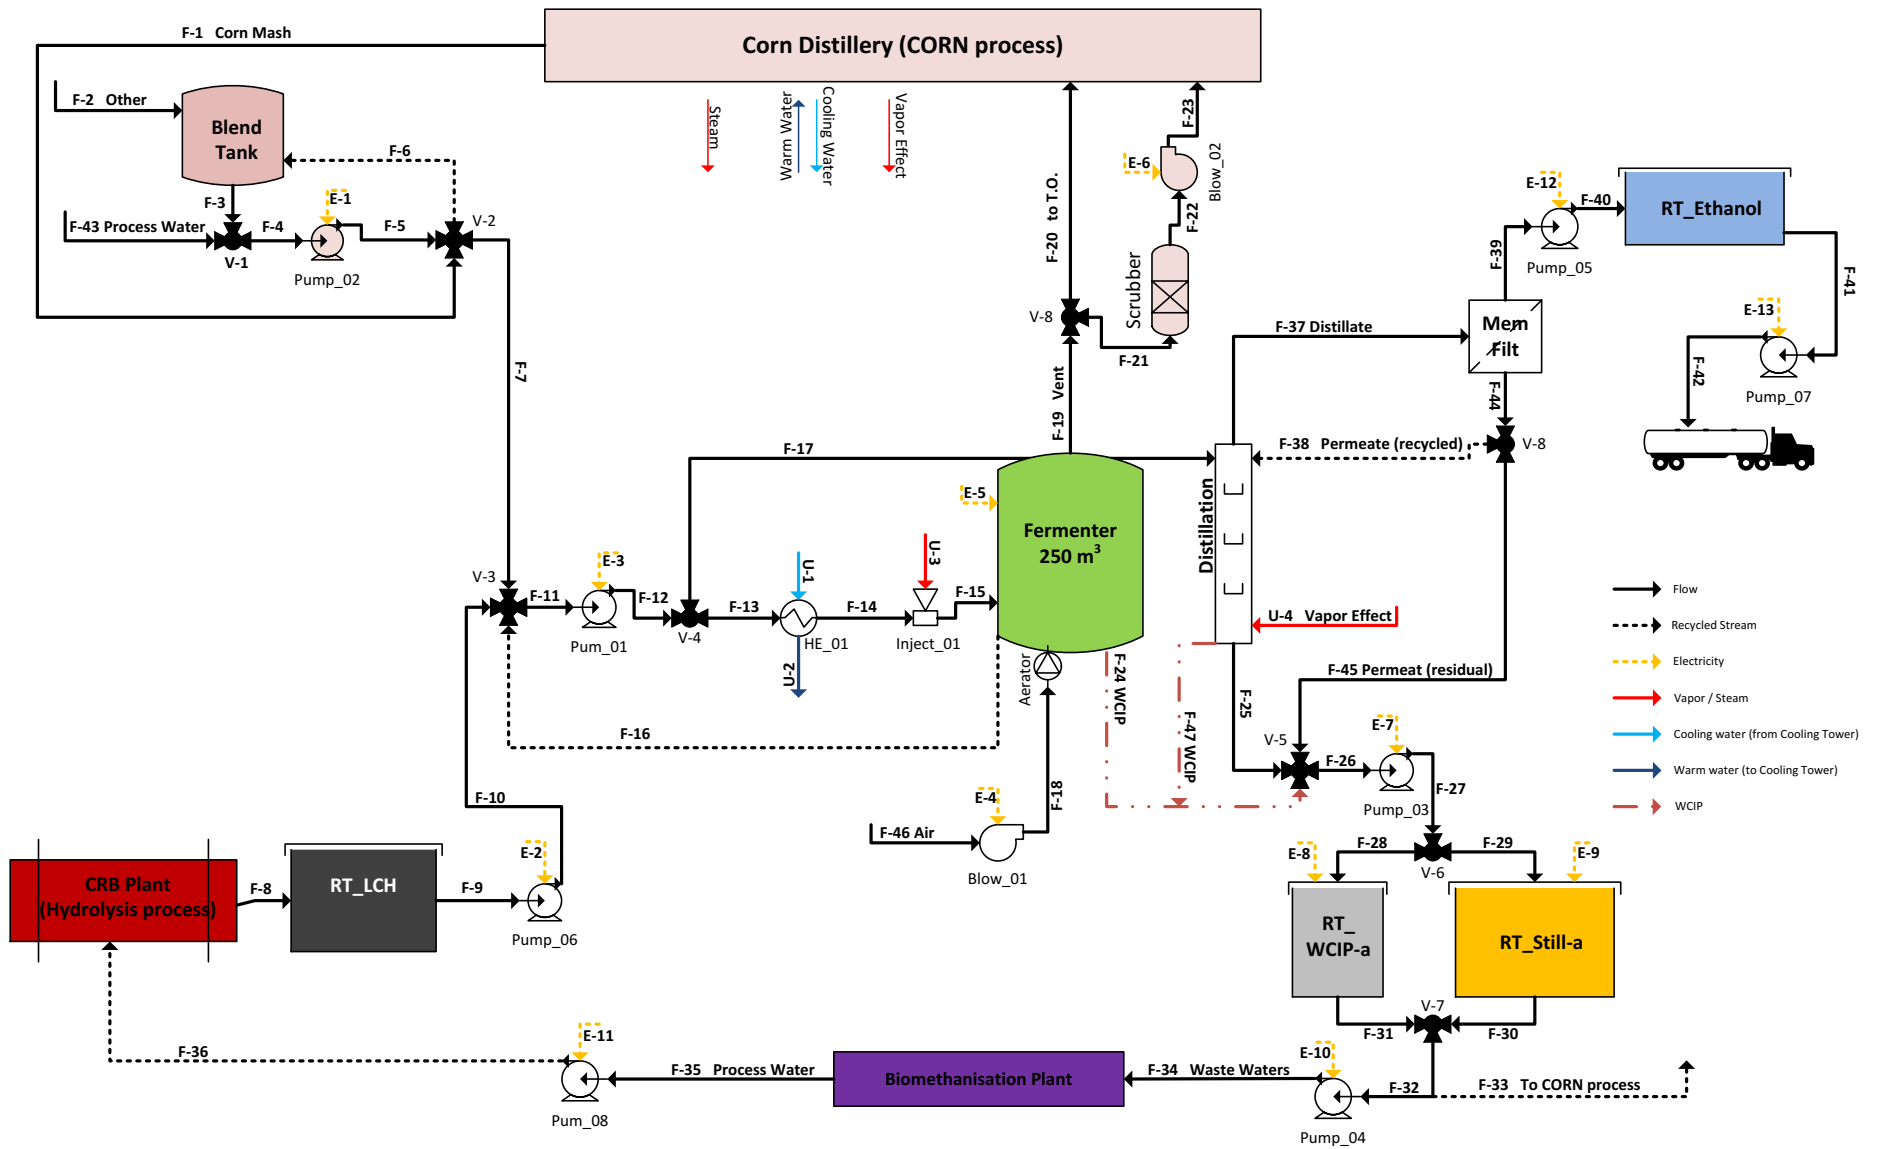 F-1 Corn Mash
Corn Distillery (CORN process)
F-2 Other
Blend
Tank
F-6
F-3
E-1
F-43 Process Water
F-4
F-5
V-2
V-1
Pump_02
Steam
Warm Water
Cooling Water
Vapor Effect
F-20 to T.O.
F-23
E-6
Blow_02
F-22
Scrubber
V-8
F-21
F-19 Vent
F-7
E-12
F-40
RT_Ethanol
F-39
Pump_05
F-41
F-37 Distillate
Mem
Filt
E-13
F-42
Pump_07
F-44
F-38 Permeate (recycled)
V-8
F-17
E-5
Fermenter
250 m³
Distillation
V-3
F-11
E-3
F-12
Pum_01
V-4
F-13
U-1
HE_01
U-2
F-14
U-3
Inject_01
F-15
Aerator
F-16
F-18
F-24 WCIP
F-47 WCIP
U-4 Vapor Effect
F-25
F-45 Permeat (residual)
V-5
F-26
E-7
Pump_03
F-27
Flow
Recycled Stream
Electricity
Vapor / Steam
Cooling water (from Cooling Tower)
Warm water (to Cooling Tower)
WCIP
F-10
E-4
F-46 Air
Blow_01
CRB Plant
(Hydrolysis process)
F-8
RT_LCH
F-9
E-2
Pump_06
F-28
F-29
V-6
E-8
E-9
RT_
WCIP-a
RT_Still-a
V-7
F-31
F-30
F-36
E-11
Pum_08
F-35 Process Water
Biomethanisation Plant
F-34 Waste Waters
E-10
Pump_04
F-32
F-33 To CORN process